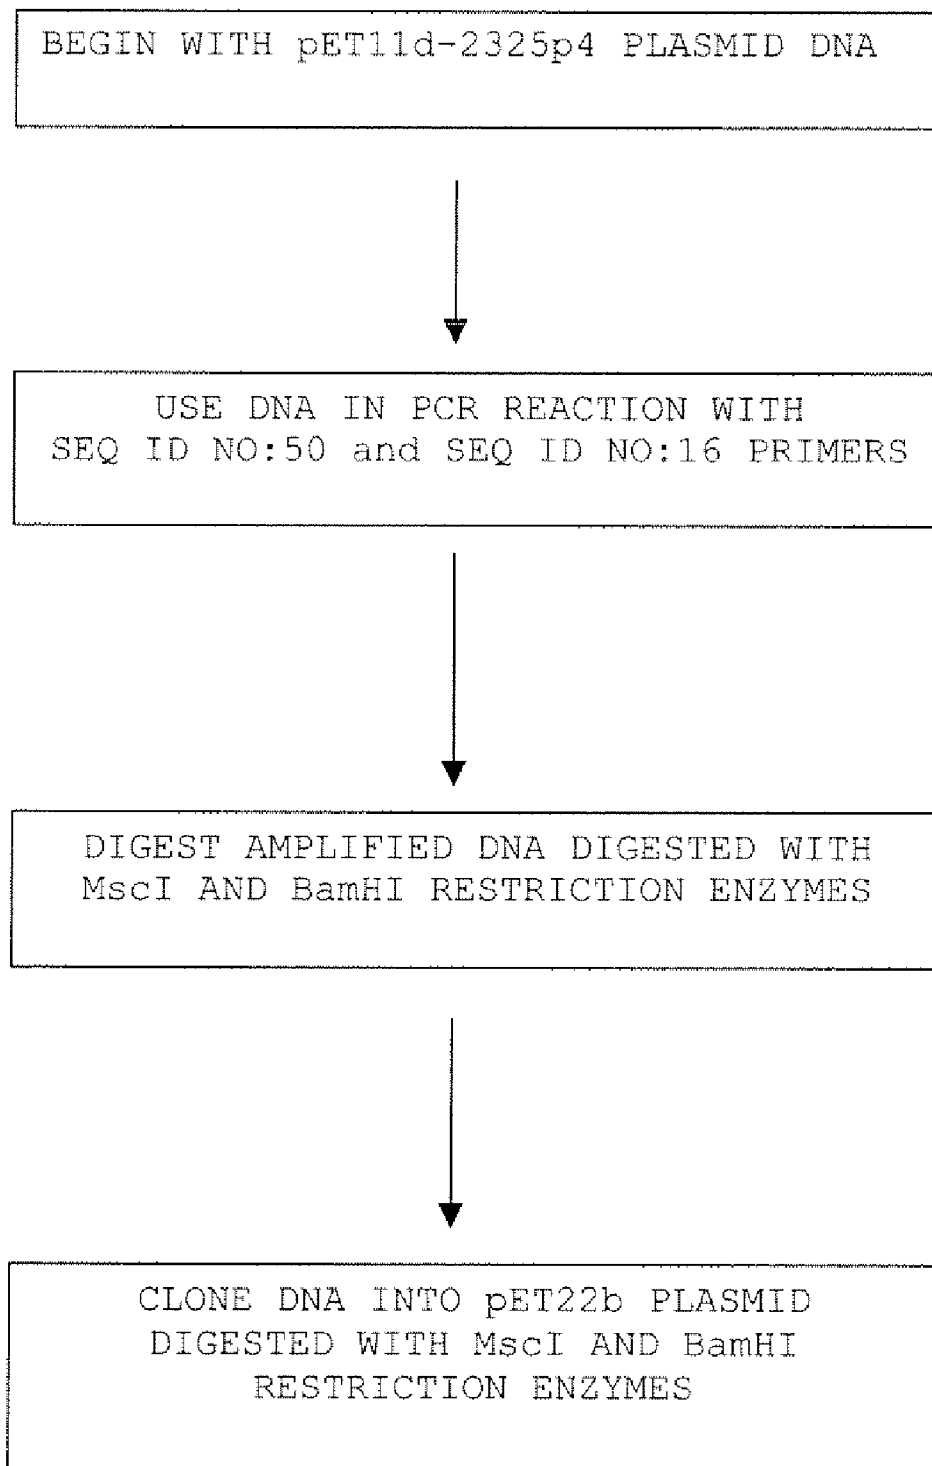 BEGIN WITH pET11d-2325p4 PLASMID DNA
USE DNA IN PCR REACTION WITH
SEQ ID NO:50 and SEQ ID NO:16 PRIMERS
DIGEST AMPLIFIED DNA DIGESTED WITH
MscI AND BamHI RESTRICTION ENZYMES
CLONE DNA INTO pET22b PLASMID
DIGESTED WITH MscI AND BamHI
RESTRICTION ENZYMES